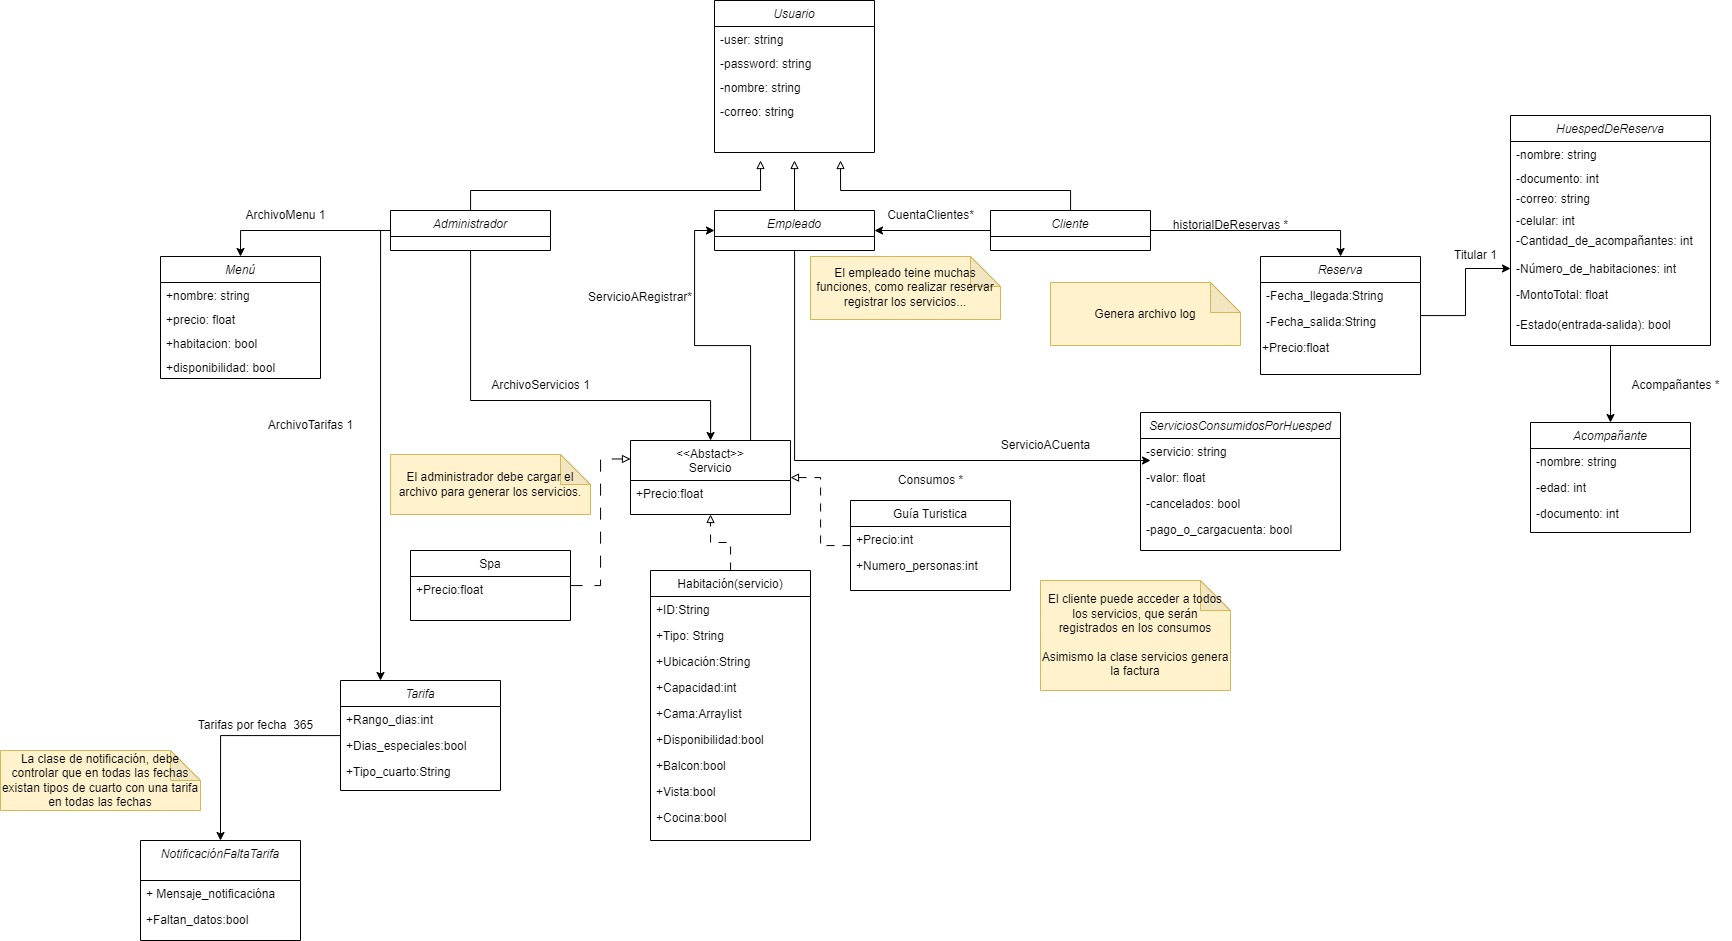 Usuario
-user: string
-password: string
-nombre: string
-correo: string
HuespedDeReserva
-nombre: string
-documento: int
-correo: string
-celular: int
-Cantidad_de_acompañantes: int
-Número_de_habitaciones: int
-MontoTotal: float
-Estado(entrada-salida): bool
ArchivoMenu 1
Administrador
Empleado
CuentaClientes*
Cliente
historialDeReservas *
Titular 1
Menú
+nombre: string
+precio: float
+habitacion: bool
+disponibilidad: bool
ServicioARegistrar*
El empleado teine muchas
funciones, como realizar reservar
registrar los servicios...
Genera archivo log
Reserva
-Fecha_llegada:String
-Fecha_salida:String
+Precio:float
ArchivoServicios 1
Acompañantes *
ArchivoTarifas 1
Acompañante
-nombre: string
-edad: int
-documento: int
El administrador debe cargar el
archivo para generar los servicios.
<<Abstact>>
Servicio
+Precio:float
ServicioACuenta
Consumos *
ServiciosConsumidosPorHuesped
-servicio: string
-valor: float
-cancelados: bool
-pago_o_cargacuenta: bool
Guía Turistica
+Precio:int
+Numero_personas:int
Spa
+Precio:float
Habitación(servicio)
+ID:String
+Tipo: String
+Ubicación:String
+Capacidad:int
+Cama:Arraylist
+Disponibilidad:bool
+Balcon:bool
+Vista:bool
+Cocina:bool
El cliente puede acceder a todos
los servicios, que serán
registrados en los consumos
Asimismo la clase servicios genera
la factura
Tarifa
+Rango_dias:int
+Dias_especiales:bool
+Tipo_cuarto:String
Tarifas por fecha 365
La clase de notificación, debe
controlar que en todas las fechas
existan tipos de cuarto con una tarifa
en todas las fechas
NotificaciónFaltaTarifa
+ Mensaje_notificacióna
+Faltan_datos:bool